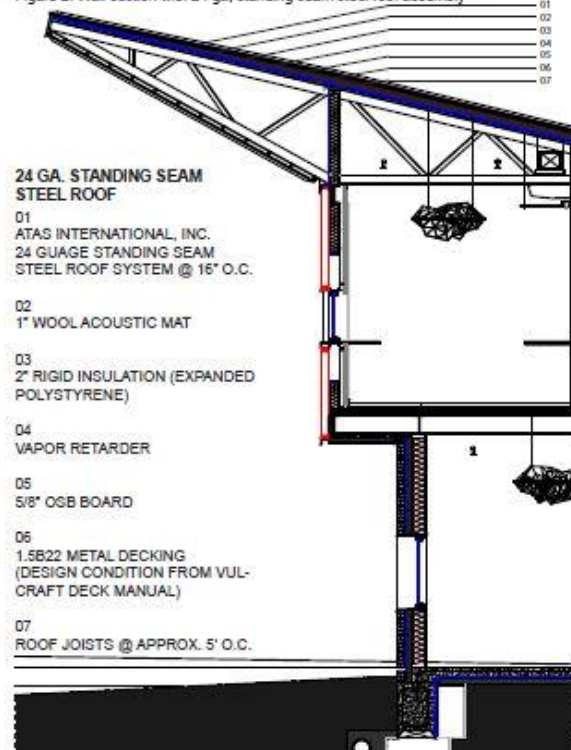 01
02
03
04
05
06
07
24 GA. STANDING SEAM
STEEL ROOF
01
ATAS INTERNATIONAL, INC.
24 GUAGE STANDING SEAM
STEEL ROOF SYSTEM @ 16" O.C.
02
1" WOOL ACOUSTIC MAT
03
2" RIGID INSULATION (EXPANDED
POLYSTYRENE)
04
VAPOR RETARDER
05
5/8" OSB BOARD
06
1.5B22 METAL DECKING
(DESIGN CONDITION FROM VUL-
CRAFT DECK MANUAL)
07
ROOF JOISTS @ APPROX. 5' O.C.